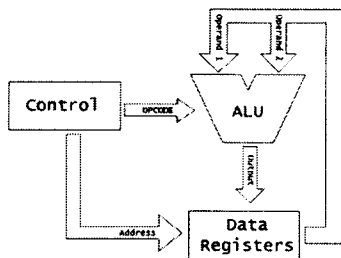 Operand 1
Operand 2
Control
OPCODE
ALU
Output
Address
Data
Registers